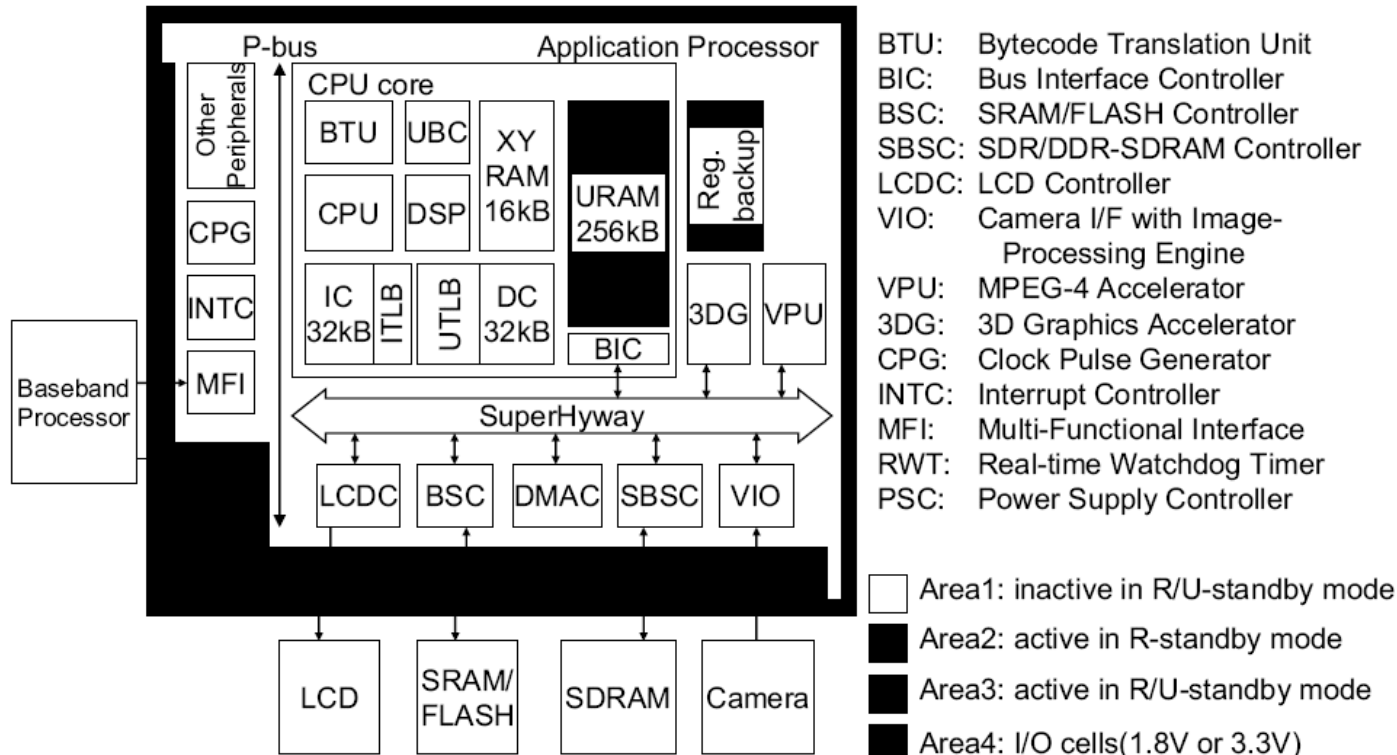 P-bus
Application Processor
Other
Peripherals
CPG
INTC
MFI
CPU core
BTU
UBC
XY
RAM
16kB
CPU
DSP
URAM
256kB
Reg.
backup
IC
32kB
ITLB
UTLB
DC
32kB
BIC
3DG
VPU
Baseband
Processor
SuperHyway
LCDC
BSC
DMAC
SBSC
VIO
LCD
SRAM/
FLASH
SDRAM
Camera
BTU: Bytecode Translation Unit
BIC: Bus Interface Controller
BSC: SRAM/FLASH Controller
SBSC: SDR/DDR-SDRAM Controller
LCDC: LCD Controller
VIO: Camera I/F with Image-
Processing Engine
VPU: MPEG-4 Accelerator
3DG: 3D Graphics Accelerator
CPG: Clock Pulse Generator
INTC: Interrupt Controller
MFI: Multi-Functional Interface
RWT: Real-time Watchdog Timer
PSC: Power Supply Controller
Area1: inactive in R/U-standby mode
Area2: active in R-standby mode
Area3: active in R/U-standby mode
Area4: I/O cells(1.8V or 3.3V)